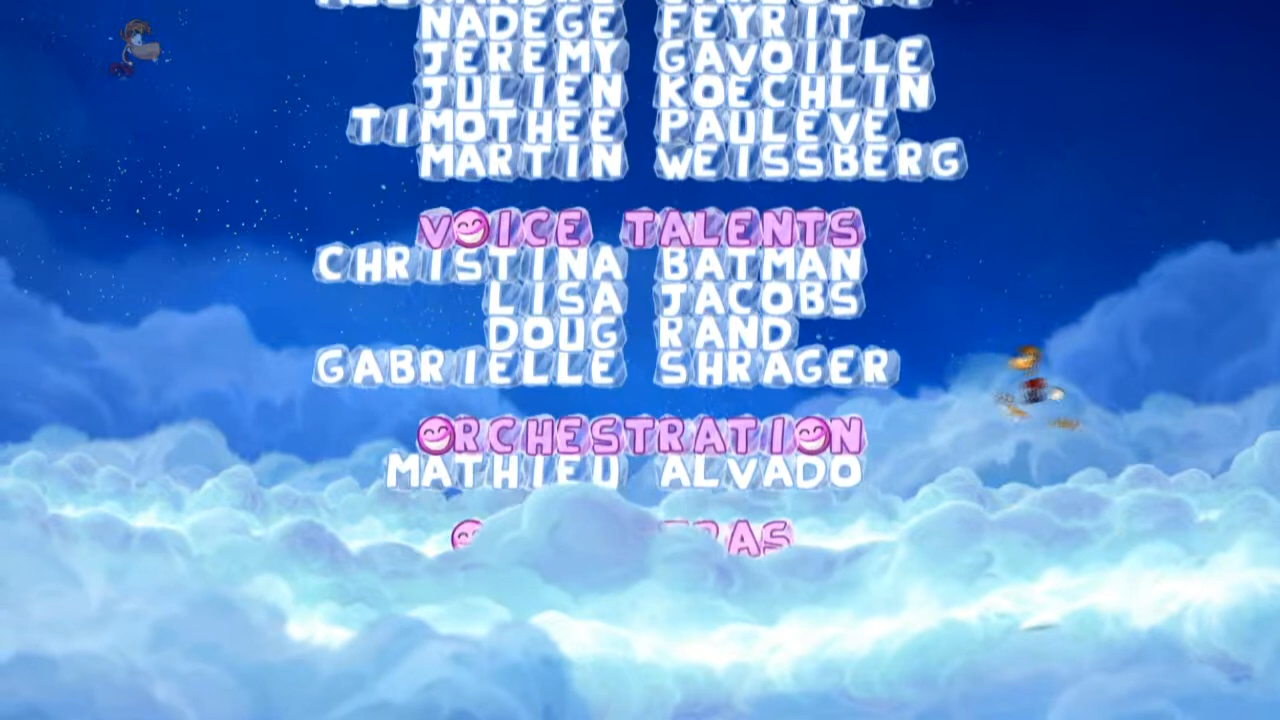 NADEGE FEYRIT
JEREMY GAVOILLE
JULIEN KOECHLIN
TIMOTHEE PAULEVE
MARTIN WEISSBERG
VOICE TALENTS
CHRISTINA BATMAN
LISA JACOBS
DOUG RAND
GABRIELLE SHRAGER
ORCHESTRATION
MATHIEU ALVADO